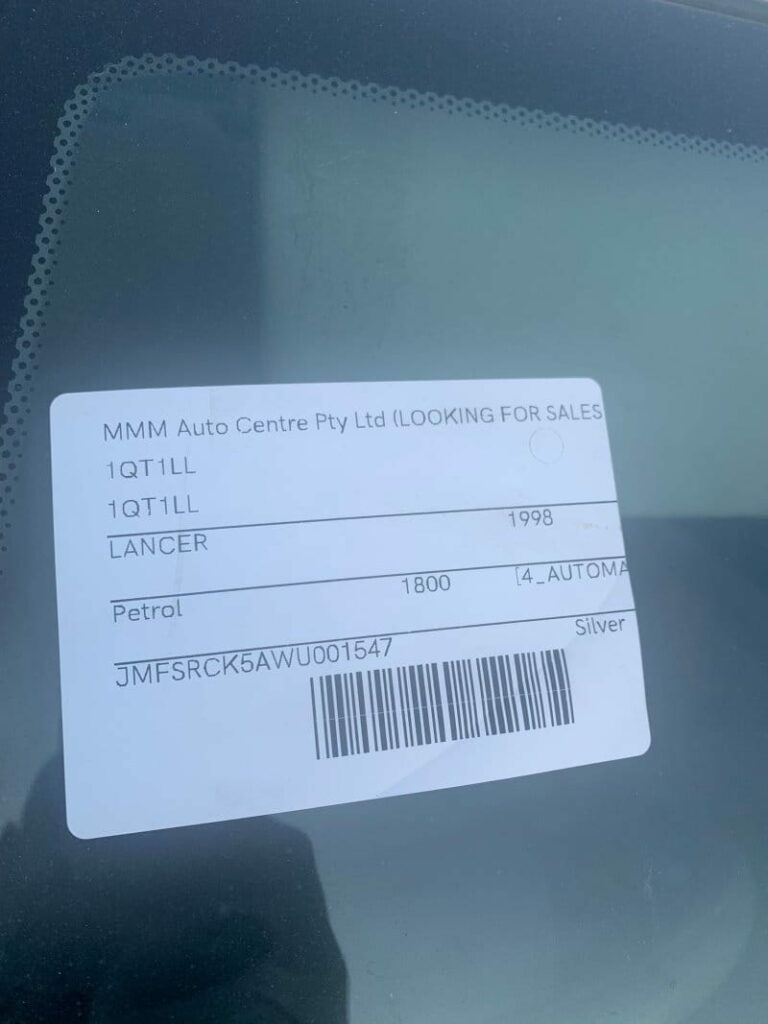 MMM Auto Centre Pty Ltd (LOOKING FOR SALES
1QT1LL
1QT1LL
LANCER 1998
Petrol 1800 [4_AUTOMA
Silver
JMFSRCK5AWU001547